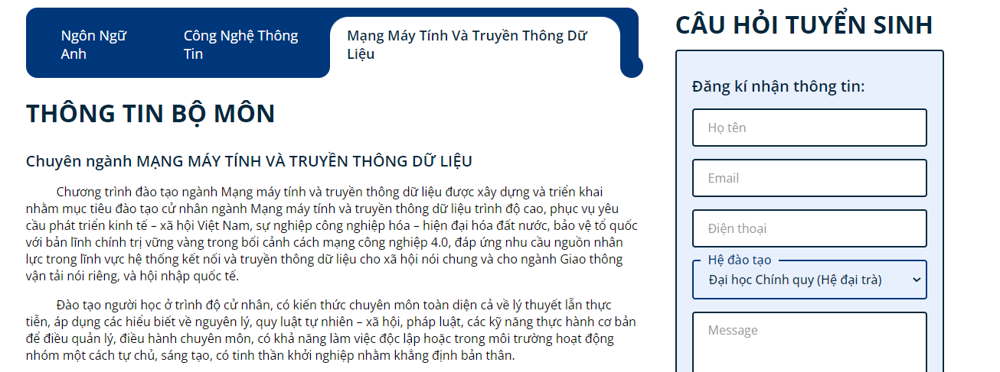 Ngôn Ngữ
Anh
Công Nghệ Thông
Tin
Mạng Máy Tính Và Truyền Thông Dữ
Liệu
THÔNG TIN BỘ MÔN
Chuyên ngành MẠNG MÁY TÍNH VÀ TRUYỀN THÔNG DỮ LIỆU
Chương trình đào tạo ngành Mạng máy tính và truyền thông dữ liệu được xây dựng và triển khai
nhằm mục tiêu đào tạo cử nhân ngành Mạng máy tính và truyền thông dữ liệu trình độ cao, phục vụ yêu
cầu phát triển kinh tế – xã hội Việt Nam, sự nghiệp công nghiệp hóa – hiện đại hóa đất nước, bảo vệ tổ quốc
với bản lĩnh chính trị vững vàng trong bối cảnh cách mạng công nghiệp 4.0, đáp ứng nhu cầu nguồn nhân
lực trong lĩnh vực hệ thống kết nối và truyền thông dữ liệu cho xã hội nói chung và cho ngành Giao thông
vận tải nói riêng, và hội nhập quốc tế.
Đào tạo người học ở trình độ cử nhân, có kiến thức chuyên môn toàn diện cả về lý thuyết lẫn thực
tiễn, áp dụng các hiểu biết về nguyên lý, quy luật tự nhiên – xã hội, pháp luật, các kỹ năng thực hành cơ bản
để điều quản lý, điều hành chuyên môn, có khả năng làm việc độc lập hoặc trong môi trường hoạt động
nhóm một cách tự chủ, sáng tạo, có tinh thần khởi nghiệp nhằm khẳng định bản thân.
CÂU HỎI TUYỂN SINH
Đăng kí nhận thông tin:
Họ tên
Email
Điện thoại
Hệ đào tạo
Đại học Chính quy (Hệ đại trà)
Message